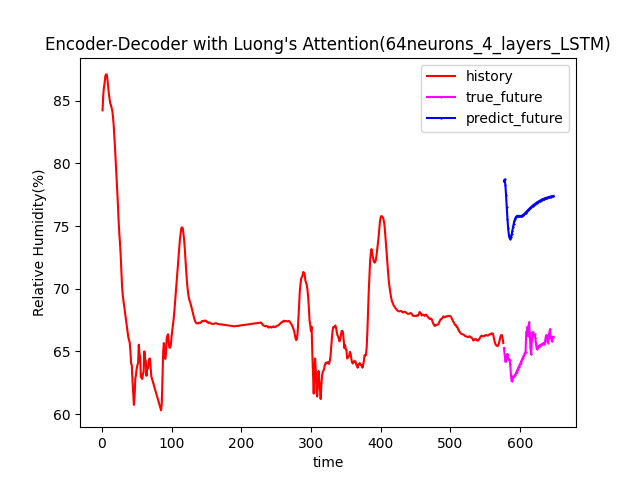 Encoder-Decoder with Luong's Attention(64neurons_4_layers_LSTM)
history
true_future
predict_future
Relative Humidity(%)
85
80
75
70
65
60
0 100 200 300 400 500 600
time